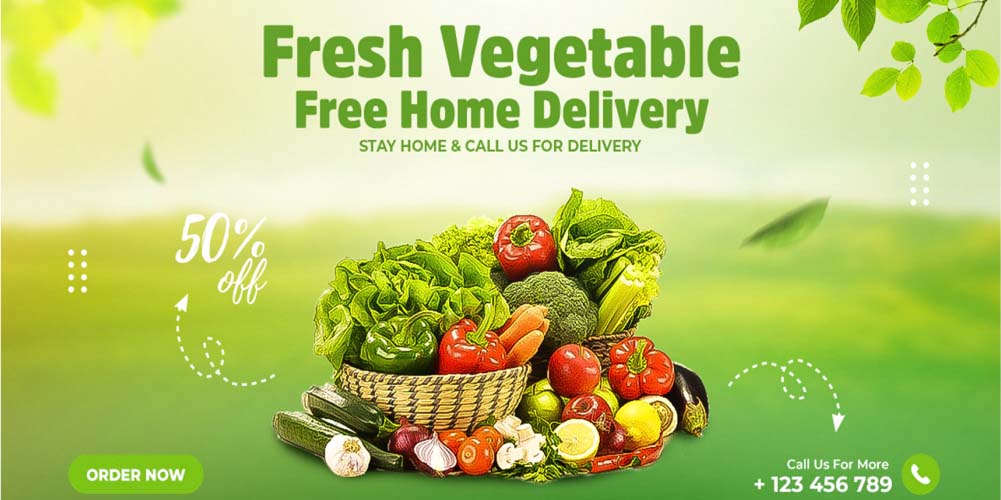 Fresh Vegetable
Free Home Delivery
STAY HOME & CALL US FOR DELIVERY
50%
off
ORDER NOW
Call Us For More
+ 123 456 789